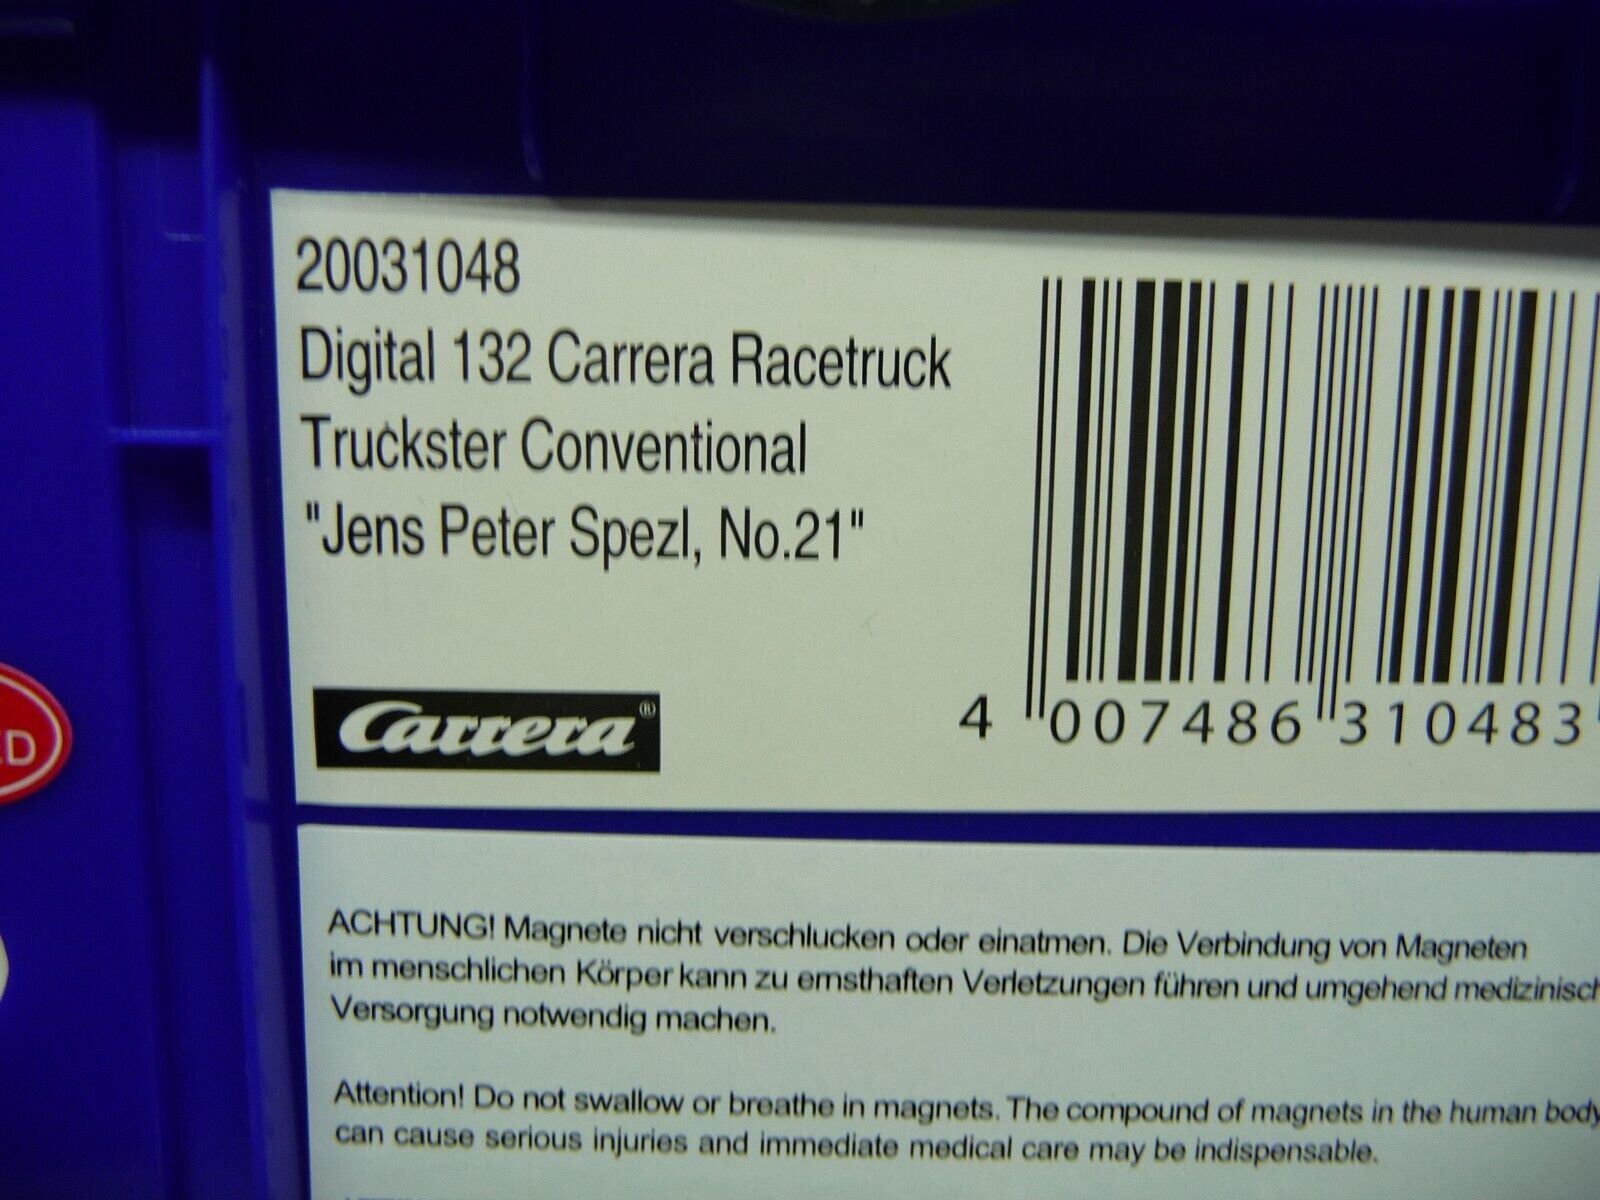 20031048
Digital 132 Carrera Racetruck
Truckster Conventional
"Jens Peter Spezl, No.21"
Carrera®
4 007486 310483
ED
ACHTUNG! Magnete nicht verschlucken oder einatmen. Die Verbindung von Magneten
im menschlichen Körper kann zu ernsthaften Verletzungen führen und umgehend medizinisch
Versorgung notwendig machen.
Attention! Do not swallow or breathe in magnets. The compound of magnets in the human body
can cause serious injuries and immediate medical care may be indispensable.